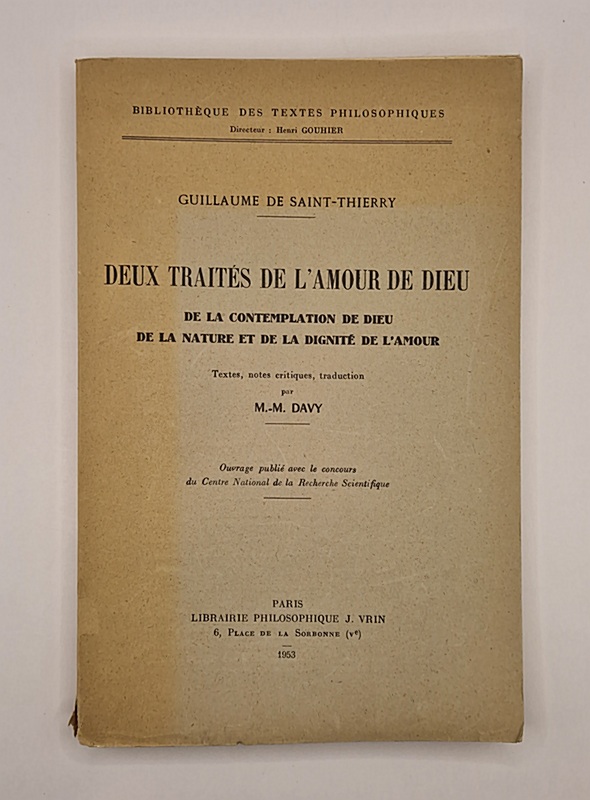 BIBLIOTHÈQUE DES TEXTES PHILOSOPHIQUES
Directeur : Henri GOUHIER
GUILLAUME DE SAINT-THIERRY
DEUX TRAITÉS DE L'AMOUR DE DIEU
DE LA CONTEMPLATION DE DIEU
DE LA NATURE ET DE LA DIGNITÉ DE L'AMOUR
Textes, notes critiques, traduction
par
M.-M. DAVY
Ouvrage publié avec le concours
du Centre National de la Recherche Scientifique
PARIS
LIBRAIRIE PHILOSOPHIQUE J. VRIN
6, PLACE DE LA SORBONNE (Ve)
1953